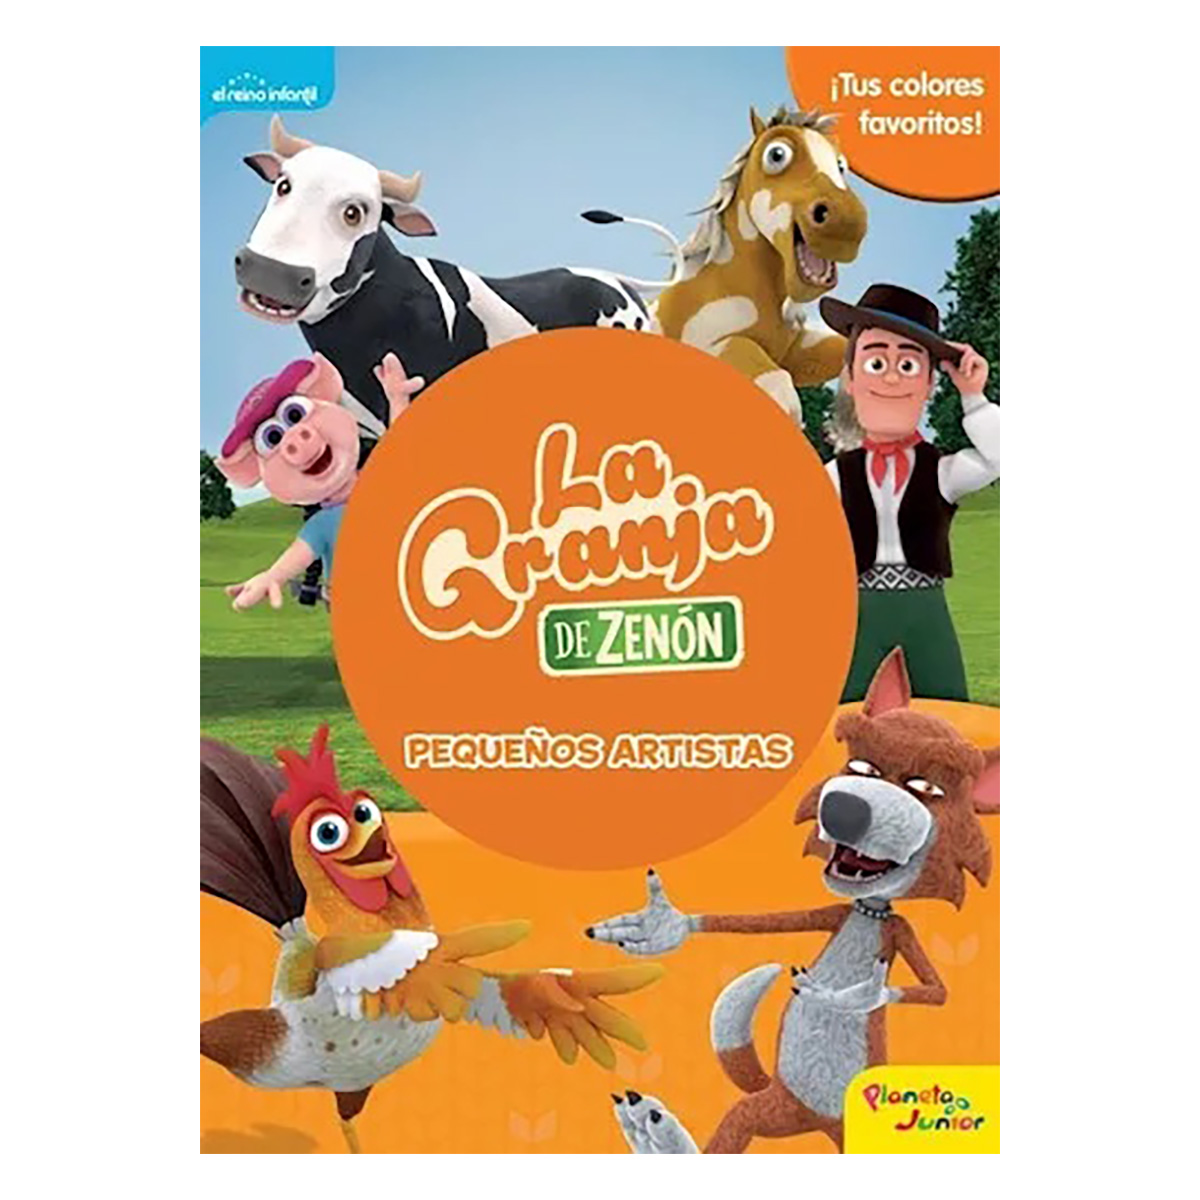 el reino infantil
¡Tus colores
favoritos!
La
Granja
DE ZENÓN
PEQUEÑOS ARTISTAS
Planeta
Junior